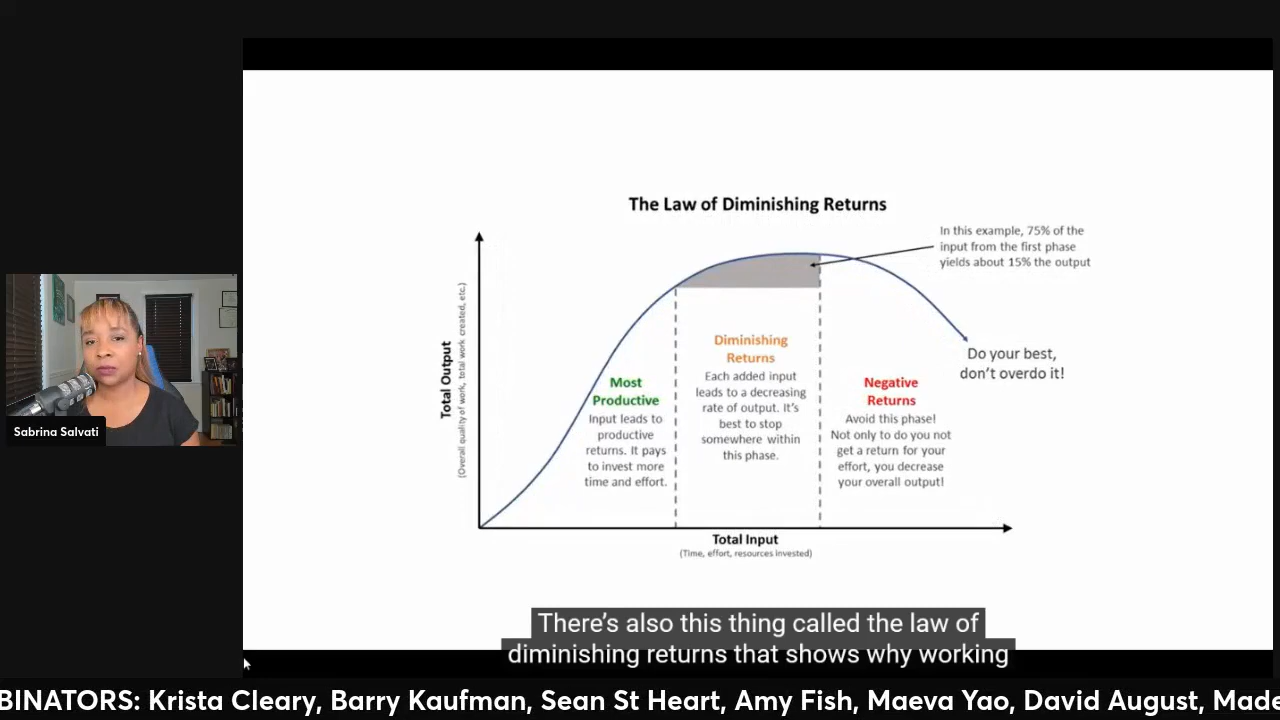 The Law of Diminishing Returns
In this example, 75% of the
input from the first phase
yields about 15% the output
Total Output
(Overall quality of work, total work created, etc.)
Most
Productive
Input leads to
productive
returns. It pays
to invest more
time and effort.
Diminishing
Returns
Each added input
leads to a decreasing
rate of output. It's
best to stop
somewhere within
this phase.
Negative
Returns
Avoid this phase!
Not only to do you not
get a return for your
effort, you decrease
your overall output!
Do your best,
don't overdo it!
Total Input
(Time, effort, resources invested)
Sabrina Salvati
There's also this thing called the law of
diminishing returns that shows why working
BINATORS: Krista Cleary, Barry Kaufman, Sean St Heart, Amy Fish, Maeva Yao, David August, Made